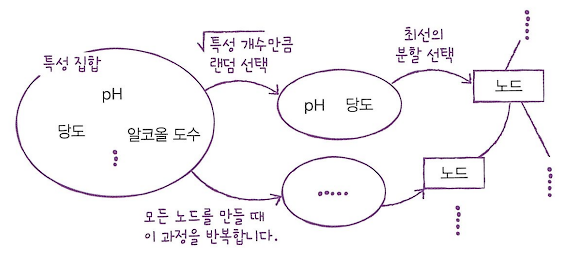 특성 집합
pH
당도
알코올 도수
√특성 개수만큼
랜덤 선택
pH 당도
최선의
분할 선택
노드
노드
모든 노드를 만들 때
이 과정을 반복합니다.